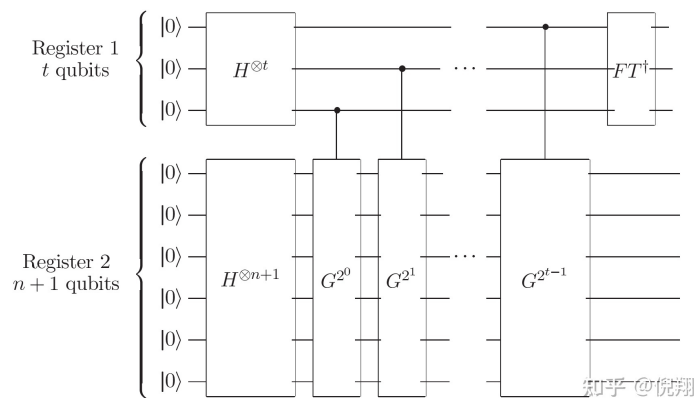 Register 1
t qubits
|0⟩
|0⟩
|0⟩
H^{⊗t}
···
FT^†
Register 2
n + 1 qubits
|0⟩
|0⟩
|0⟩
|0⟩
|0⟩
|0⟩
H^{⊗n+1}
G^{2^0}
G^{2^1}
···
G^{2^{t−1}}
知乎 @倪翔